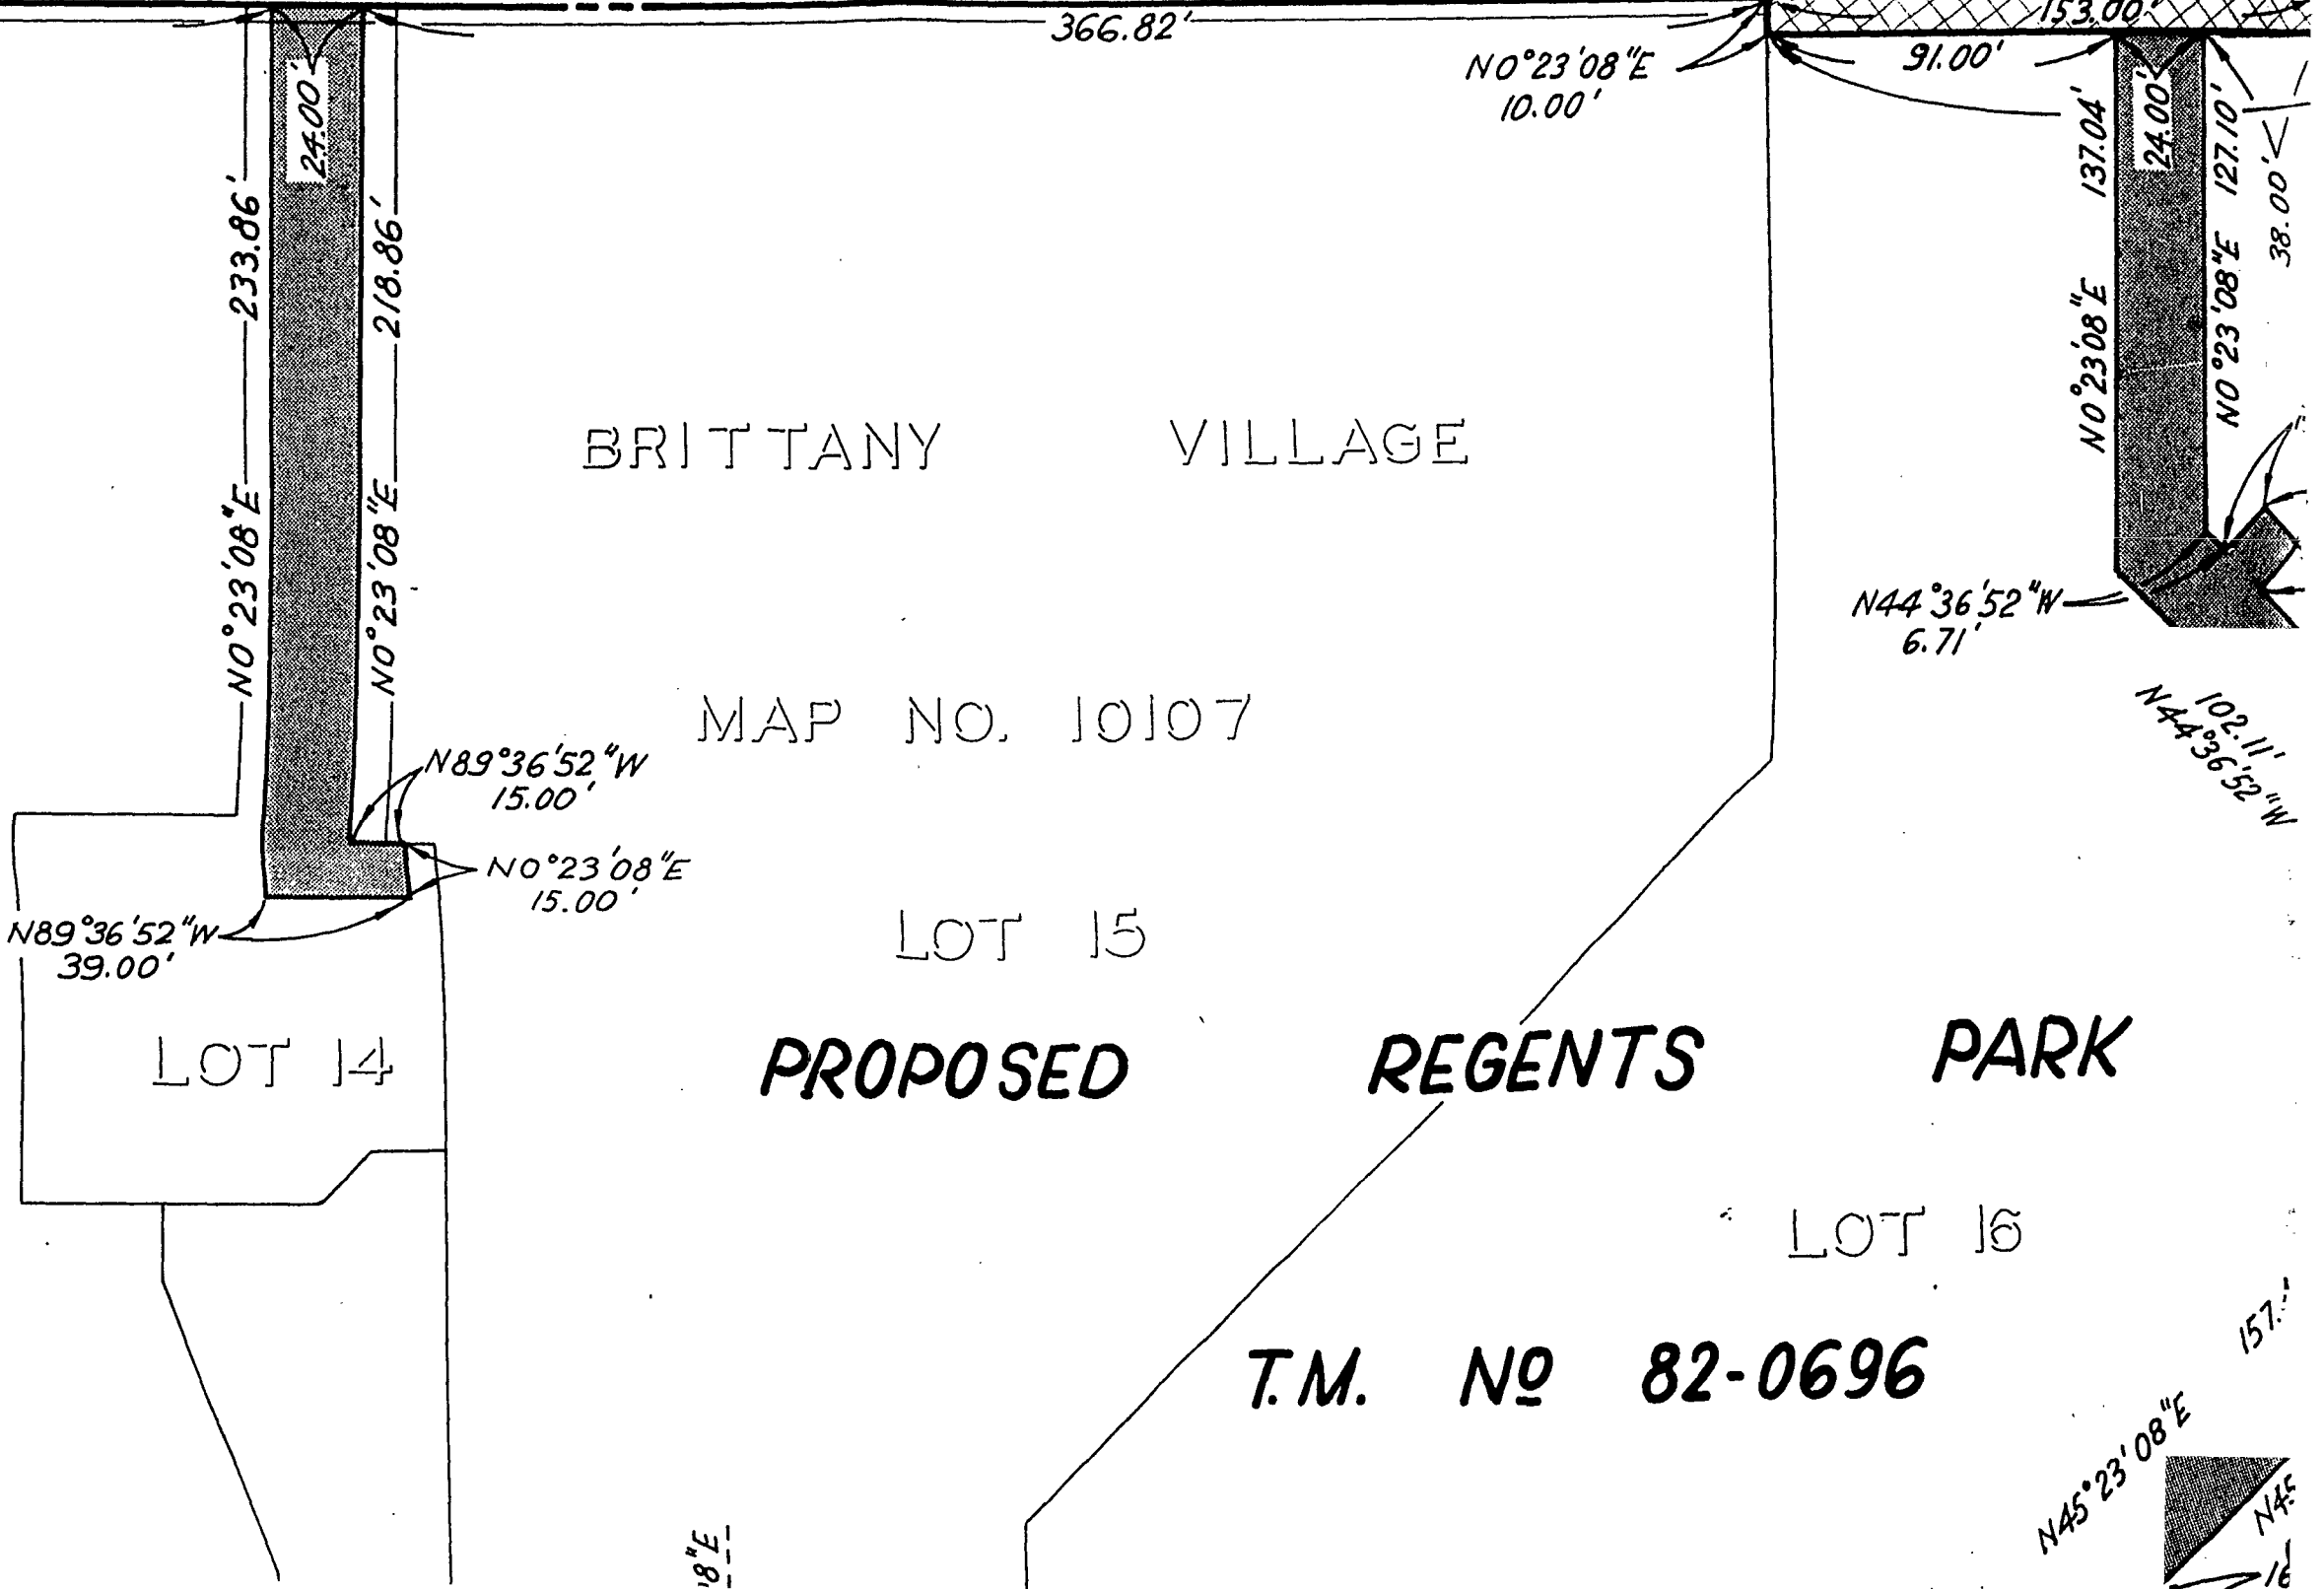 366.82'
153.00'
N0°23'08"E
10.00'
91.00'
24.00'
233.86'
N0°23'08"E
218.86'
N0°23'08"E
137.04'
N0°23'08"E
24.00'
127.10'
N0°23'08"E
38.00'
BRITTANY VILLAGE
N44°36'52"W
6.71'
102.11'
N44°36'52"W
MAP NO. 10107
N89°36'52"W
15.00'
N0°23'08"E
15.00'
N89°36'52"W
39.00'
LOT 15
LOT 14
PROPOSED REGENTS PARK
LOT 16
157.
T.M. Nº 82-0696
N45°23'08"E
N45
8"E